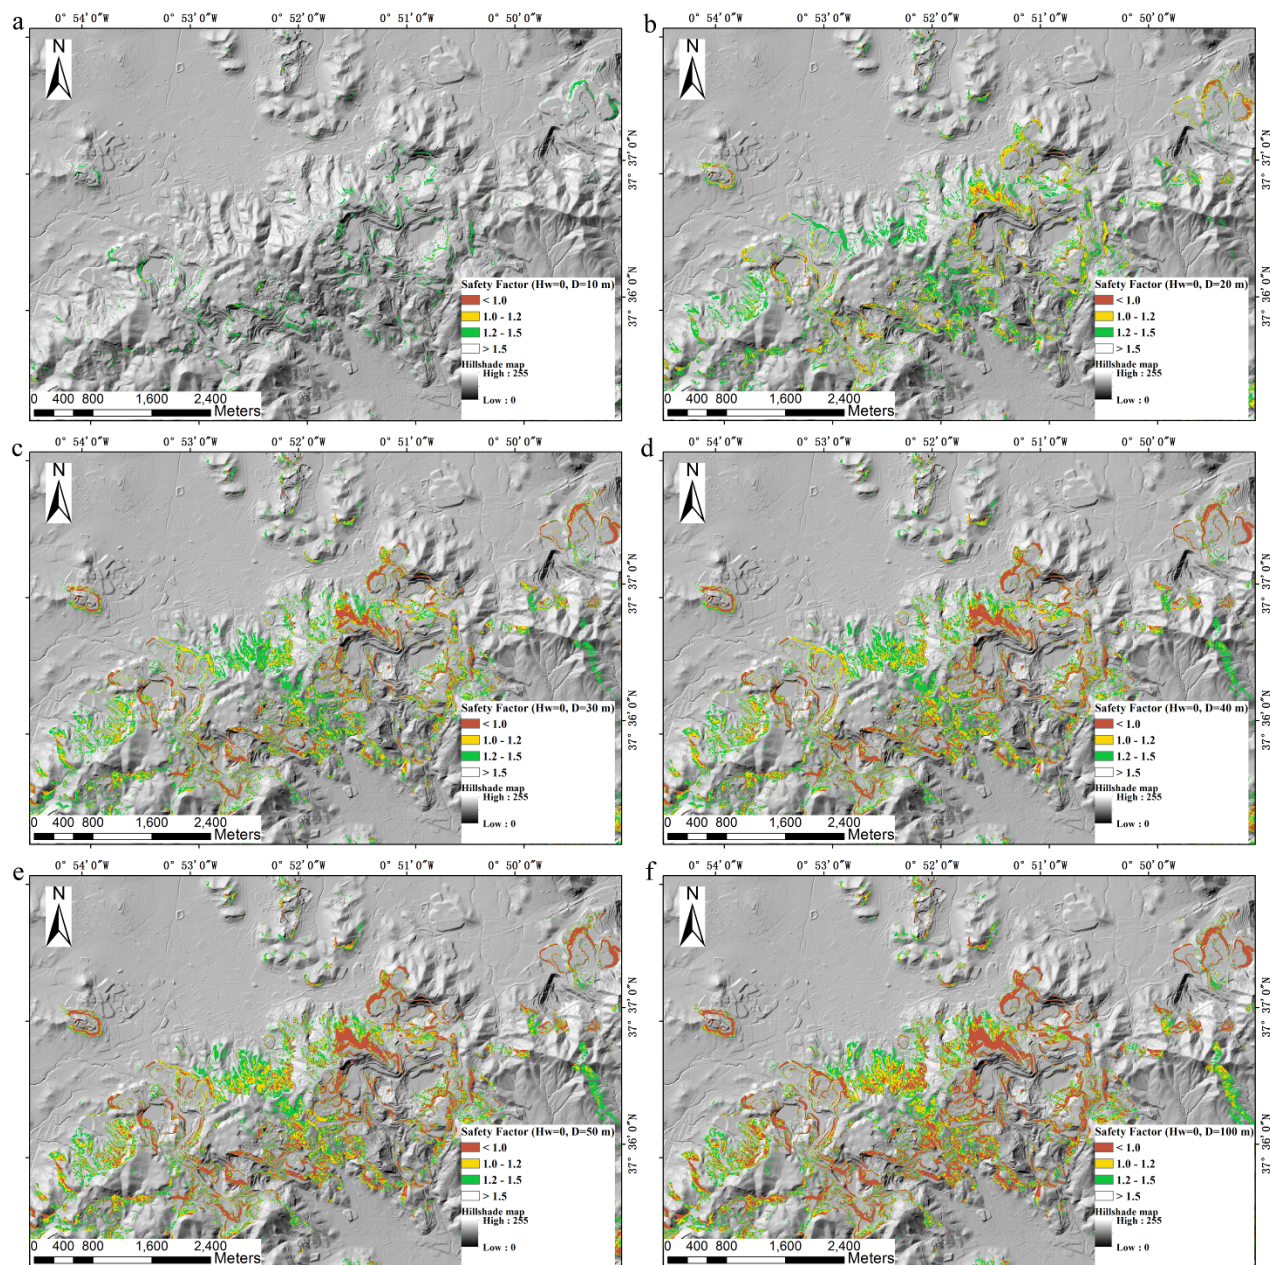 a
0° 54′0″W 0° 53′0″W 0° 52′0″W 0° 51′0″W 0° 50′0″W
N
37° 0′0″N
37° 36′0″N
Safety Factor (Hw=0, D=10 m)
< 1.0
1.0 - 1.2
1.2 - 1.5
> 1.5
Hillshade map
High : 255
Low : 0
0 400 800 1,600 2,400
Meters
b
0° 54′0″W 0° 53′0″W 0° 52′0″W 0° 51′0″W 0° 50′0″W
N
37° 37′0″N
37° 36′0″N
Safety Factor (Hw=0, D=20 m)
< 1.0
1.0 - 1.2
1.2 - 1.5
> 1.5
Hillshade map
High : 255
Low : 0
0 400 800 1,600 2,400
Meters
c
0° 54′0″W 0° 53′0″W 0° 52′0″W 0° 51′0″W 0° 50′0″W
N
37° 37′0″N
37° 36′0″N
Safety Factor (Hw=0, D=30 m)
< 1.0
1.0 - 1.2
1.2 - 1.5
> 1.5
Hillshade map
High : 255
Low : 0
0 400 800 1,600 2,400
Meters
d
0° 54′0″W 0° 53′0″W 0° 52′0″W 0° 51′0″W 0° 50′0″W
N
37° 37′0″N
37° 36′0″N
Safety Factor (Hw=0, D=40 m)
< 1.0
1.0 - 1.2
1.2 - 1.5
> 1.5
Hillshade map
High : 255
Low : 0
0 400 800 1,600 2,400
Meters
e
0° 54′0″W 0° 53′0″W 0° 52′0″W 0° 51′0″W 0° 50′0″W
N
37° 37′0″N
37° 36′0″N
Safety Factor (Hw=0, D=50 m)
< 1.0
1.0 - 1.2
1.2 - 1.5
> 1.5
Hillshade map
High : 255
Low : 0
0 400 800 1,600 2,400
Meters
f
0° 54′0″W 0° 53′0″W 0° 52′0″W 0° 51′0″W 0° 50′0″W
N
37° 37′0″N
37° 36′0″N
Safety Factor (Hw=0, D=100 m)
< 1.0
1.0 - 1.2
1.2 - 1.5
> 1.5
Hillshade map
High : 255
Low : 0
0 400 800 1,600 2,400
Meters